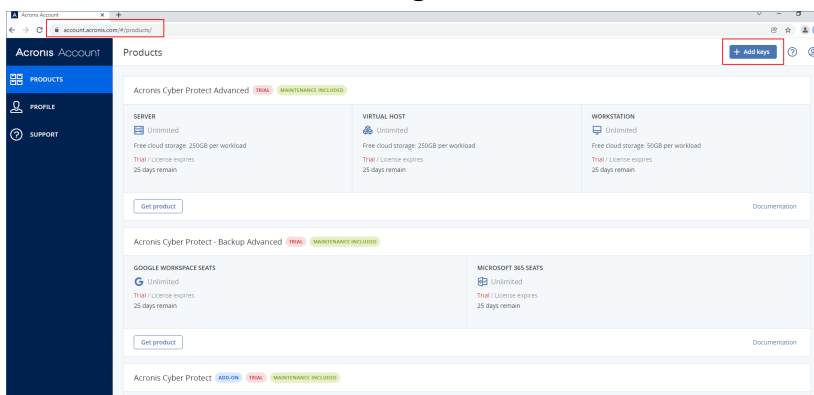 Acronis Account
account.acronis.com/#/products/
Acronis Account
Products
+ Add keys
PRODUCTS
PROFILE
SUPPORT
Acronis Cyber Protect Advanced TRIAL MAINTENANCE INCLUDED
SERVER
Unlimited
Free cloud storage: 250GB per workload
Trial / License expires
25 days remain
VIRTUAL HOST
Unlimited
Free cloud storage: 250GB per workload
Trial / License expires
25 days remain
WORKSTATION
Unlimited
Free cloud storage: 50GB per workload
Trial / License expires
25 days remain
Get product
Documentation
Acronis Cyber Protect - Backup Advanced TRIAL MAINTENANCE INCLUDED
GOOGLE WORKSPACE SEATS
Unlimited
Trial / License expires
25 days remain
MICROSOFT 365 SEATS
Unlimited
Trial / License expires
25 days remain
Get product
Documentation
Acronis Cyber Protect ADD-ON TRIAL MAINTENANCE INCLUDED